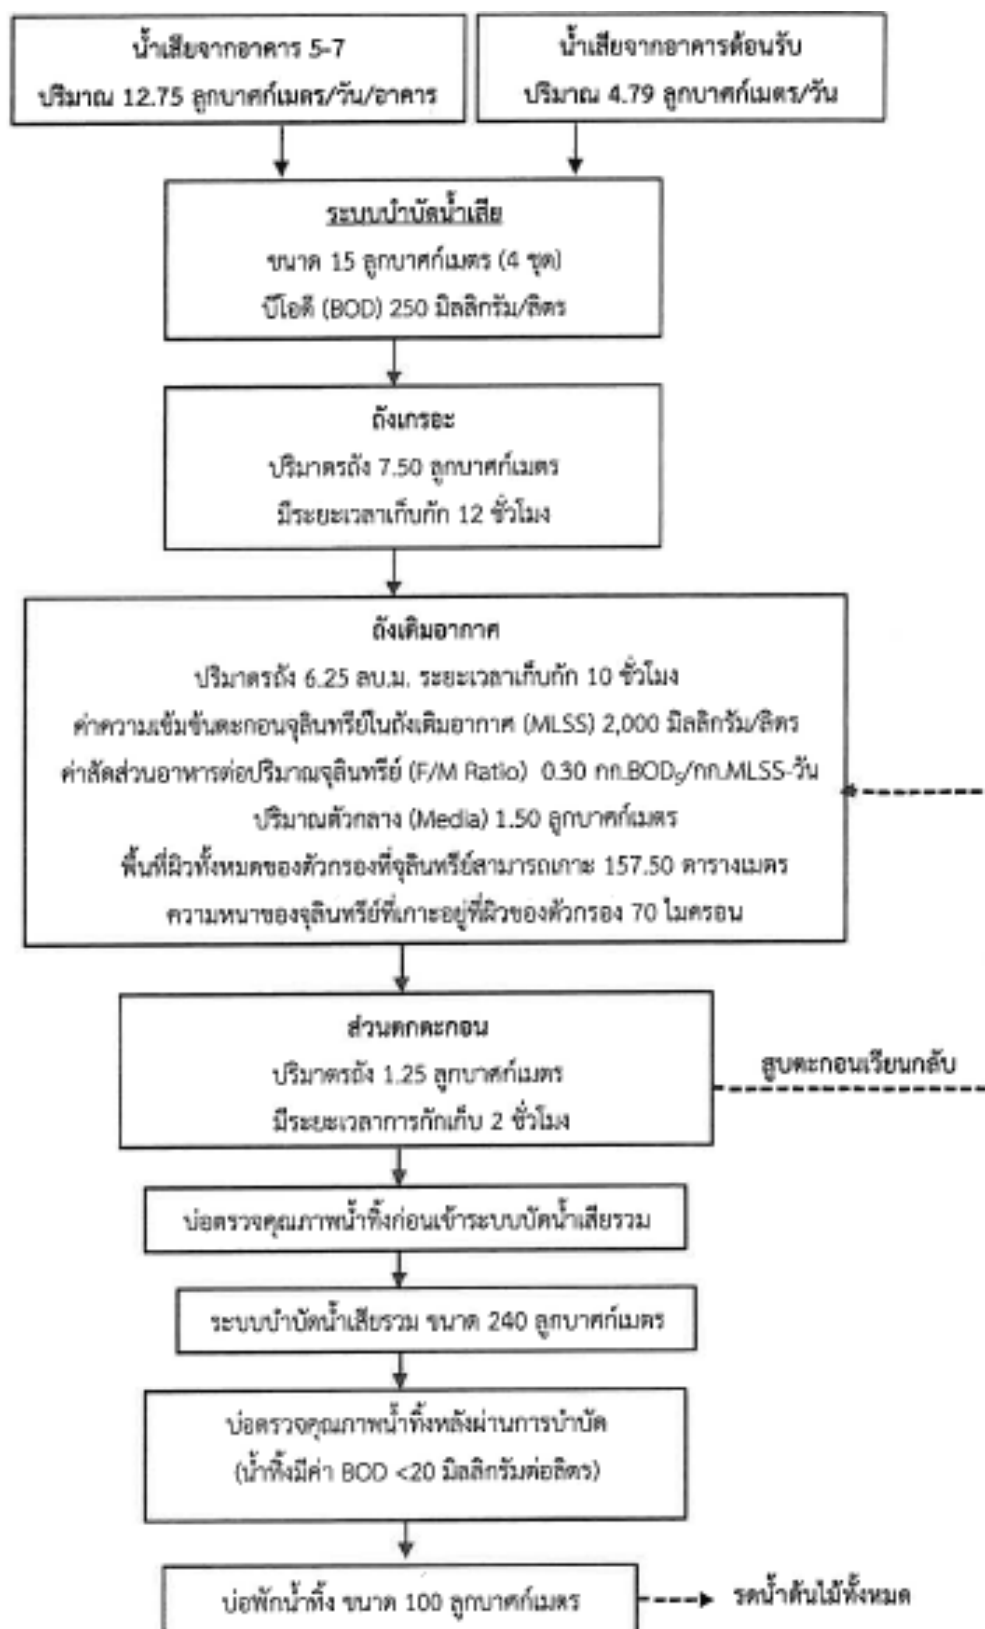 น้ำเสียจากอาคาร 5-7
ปริมาณ 12.75 ลูกบาศก์เมตร/วัน/อาคาร
น้ำเสียจากอาคารต้อนรับ
ปริมาณ 4.79 ลูกบาศก์เมตร/วัน
ระบบบำบัดน้ำเสีย
ขนาด 15 ลูกบาศก์เมตร (4 ชุด)
บีโอดี (BOD) 250 มิลลิกรัม/ลิตร
ถังเกรอะ
ปริมาตรถัง 7.50 ลูกบาศก์เมตร
มีระยะเวลาเก็บกัก 12 ชั่วโมง
ถังเติมอากาศ
ปริมาตรถัง 6.25 ลบ.ม. ระยะเวลาเก็บกัก 10 ชั่วโมง
ค่าความเข้มข้นตะกอนจุลินทรีย์ในถังเติมอากาศ (MLSS) 2,000 มิลลิกรัม/ลิตร
ค่าสัดส่วนอาหารต่อปริมาณจุลินทรีย์ (F/M Ratio) 0.30 กก.BOD₅/กก.MLSS-วัน
ปริมาณตัวกลาง (Media) 1.50 ลูกบาศก์เมตร
พื้นที่ผิวทั้งหมดของตัวกรองที่จุลินทรีย์สามารถเกาะ 157.50 ตารางเมตร
ความหนาของจุลินทรีย์ที่เกาะอยู่ที่ผิวของตัวกรอง 70 ไมครอน
ส่วนตกตะกอน
ปริมาตรถัง 1.25 ลูกบาศก์เมตร
มีระยะเวลาการกักเก็บ 2 ชั่วโมง
สูบตะกอนเวียนกลับ
บ่อตรวจคุณภาพน้ำทิ้งก่อนเข้าระบบบัดน้ำเสียรวม
ระบบบำบัดน้ำเสียรวม ขนาด 240 ลูกบาศก์เมตร
บ่อตรวจคุณภาพน้ำทิ้งหลังผ่านการบำบัด
(น้ำทิ้งมีค่า BOD <20 มิลลิกรัมต่อลิตร)
บ่อพักน้ำทิ้ง ขนาด 100 ลูกบาศก์เมตร
รดน้ำต้นไม้ทั้งหมด